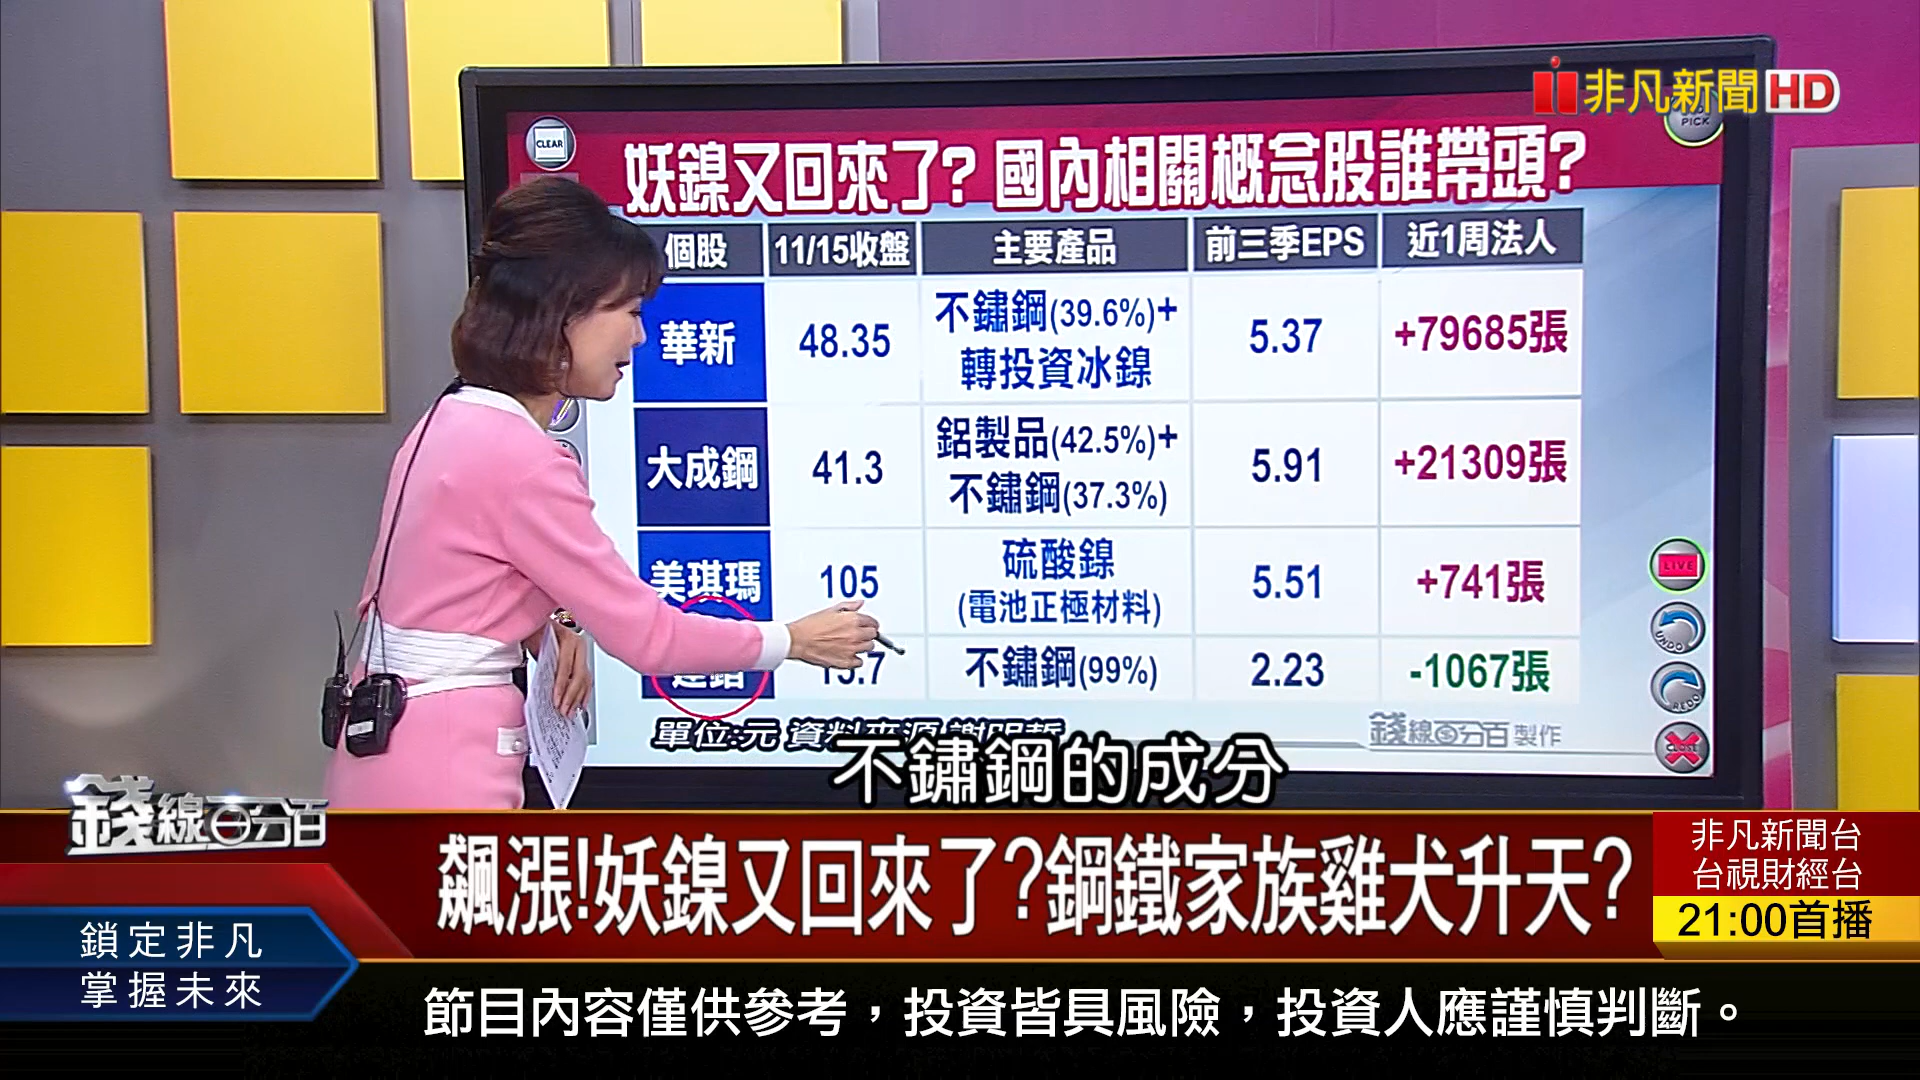 非凡新聞HD
PICK
CLEAR
妖鎳又回來了? 國內相關概念股誰帶頭?
個股 11/15收盤 主要產品 前三季EPS 近1周法人
華新 48.35 不鏽鋼(39.6%)+ 5.37 +79685張
轉投資冰鎳
大成鋼 41.3 鋁製品(42.5%)+ 5.91 +21309張
不鏽鋼(37.3%)
美琪瑪 105 硫酸鎳 5.51 +741張
(電池正極材料)
不鏽鋼(99%) 2.23 -1067張
LIVE
UNDO
REDO
CLOSE
單位:元 資料來源
錢線百分百 製作
不鏽鋼的成分
錢線百分百
飆漲!妖鎳又回來了?鋼鐵家族雞犬升天?
非凡新聞台
台視財經台
21:00首播
鎖定非凡
掌握未來
節目內容僅供參考，投資皆具風險，投資人應謹慎判斷。